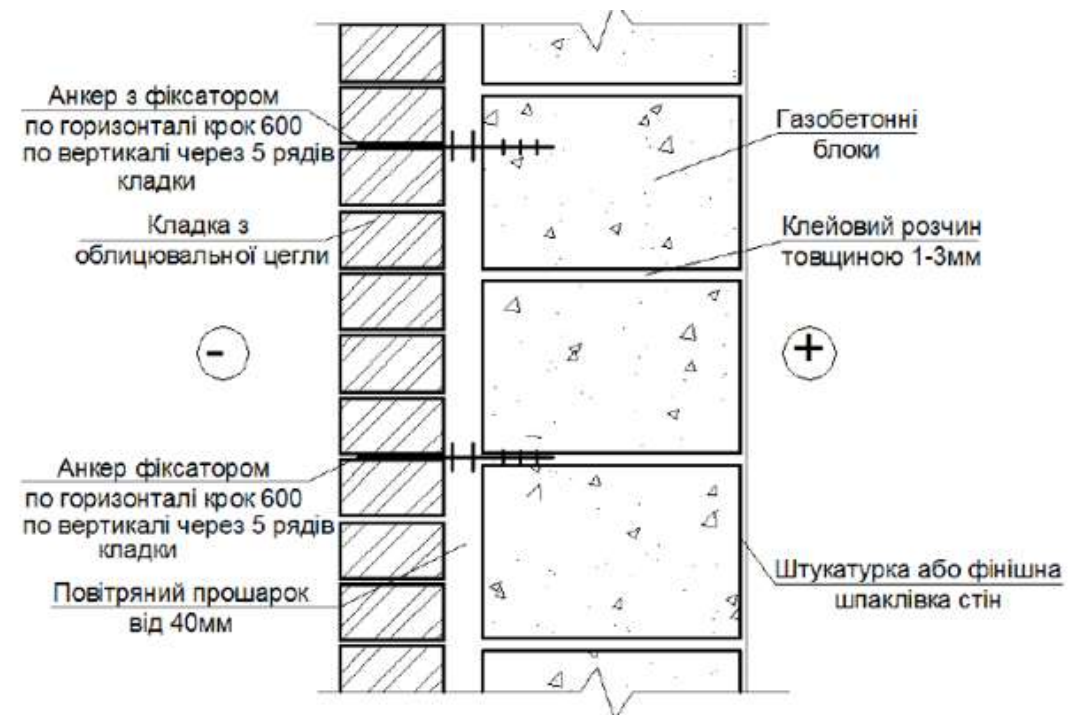 Анкер з фіксатором
по горизонталі крок 600
по вертикалі через 5 рядів
кладки
Кладка з
облицювальної цегли
-
Анкер фіксатором
по горизонталі крок 600
по вертикалі через 5 рядів
кладки
Повітряний прошарок
від 40мм
Газобетонні
блоки
Клейовий розчин
товщиною 1-3мм
+
Штукатурка або фінішна
шпаклівка стін